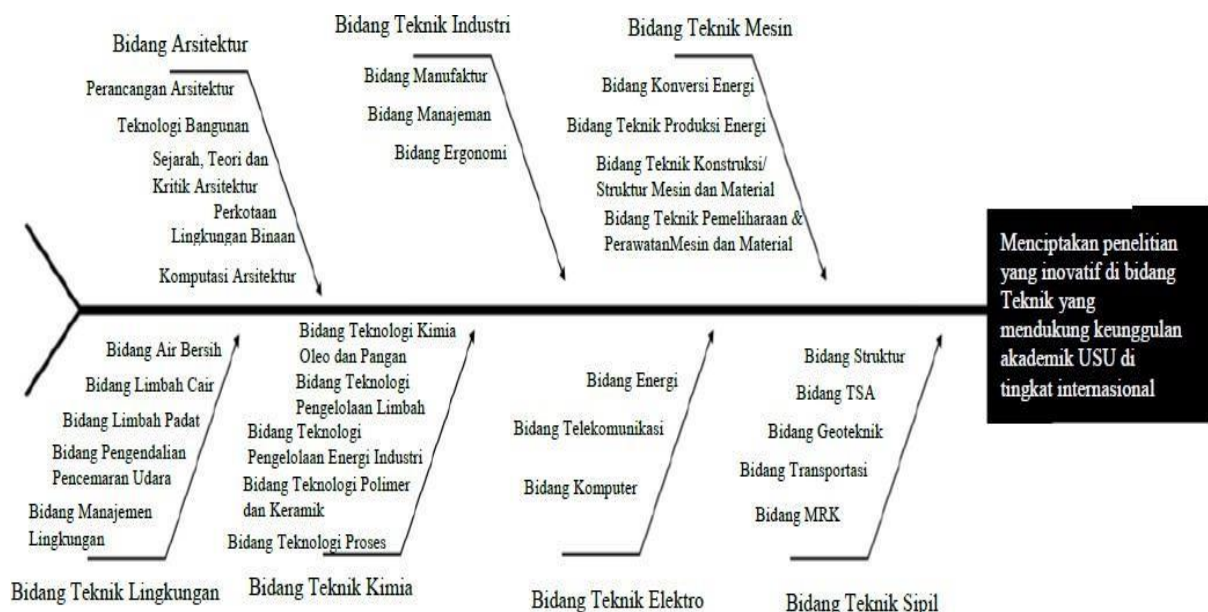 Bidang Arsitektur
Perancangan Arsitektur
Teknologi Bangunan
Sejarah, Teori dan
Kritik Arsitektur
Perkotaan
Lingkungan Binaan
Komputasi Arsitektur
Bidang Teknik Industri
Bidang Manufaktur
Bidang Manajeman
Bidang Ergonomi
Bidang Teknik Mesin
Bidang Konversi Energi
Bidang Teknik Produksi Energi
Bidang Teknik Konstruksi/
Struktur Mesin dan Material
Bidang Teknik Pemeliharaan &
PerawatanMesin dan Material
Menciptakan penelitian
yang inovatif di bidang
Teknik yang
mendukung keunggulan
akademik USU di
tingkat internasional
Bidang Air Bersih
Bidang Limbah Cair
Bidang Limbah Padat
Bidang Pengendalian
Pencemaran Udara
Bidang Manajemen
Lingkungan
Bidang Teknik Lingkungan
Bidang Teknologi Kimia
Oleo dan Pangan
Bidang Teknologi
Pengelolaan Limbah
Bidang Teknologi
Pengelolaan Energi Industri
Bidang Teknologi Polimer
dan Keramik
Bidang Teknologi Proses
Bidang Teknik Kimia
Bidang Energi
Bidang Telekomunikasi
Bidang Komputer
Bidang Teknik Elektro
Bidang Struktur
Bidang TSA
Bidang Geoteknik
Bidang Transportasi
Bidang MRK
Bidang Teknik Sipil